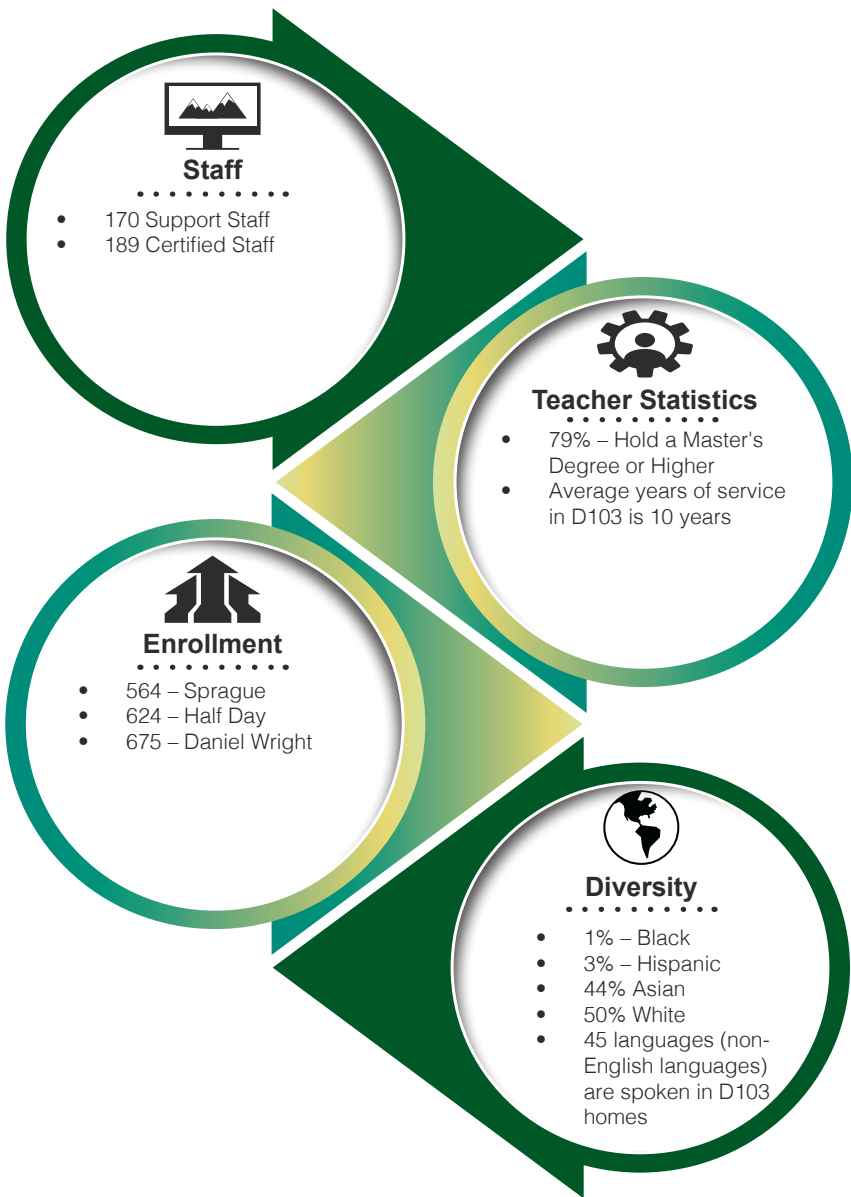 Staff
• 170 Support Staff
• 189 Certified Staff
Teacher Statistics
• 79% – Hold a Master's
Degree or Higher
• Average years of service
in D103 is 10 years
Enrollment
• 564 – Sprague
• 624 – Half Day
• 675 – Daniel Wright
Diversity
• 1% – Black
• 3% – Hispanic
• 44% Asian
• 50% White
• 45 languages (non-
English languages)
are spoken in D103
homes